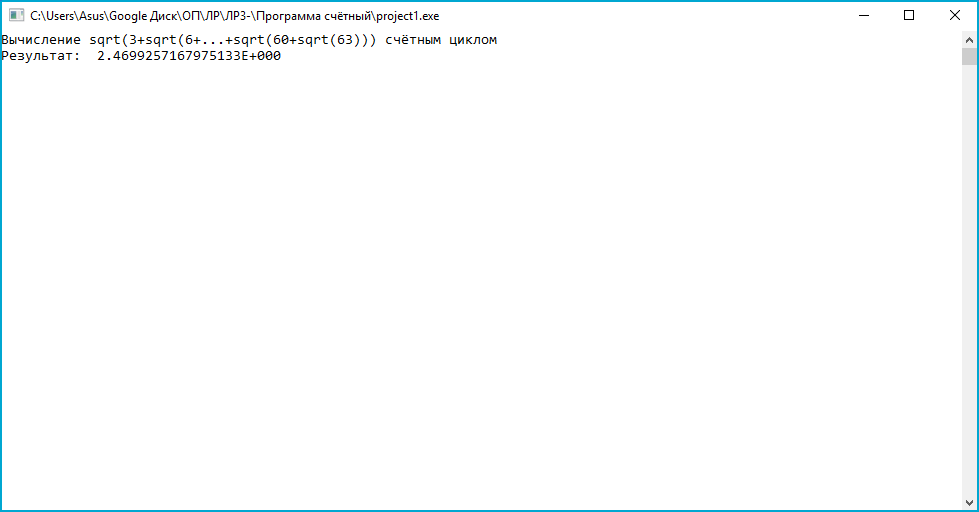 C:\Users\Asus\Google Диск\ОП\ЛР\ЛР3-\Программа счётный\project1.exe
Вычисление sqrt(3+sqrt(6+...+sqrt(60+sqrt(63))) счётным циклом
Результат:  2.4699257167975133E+000